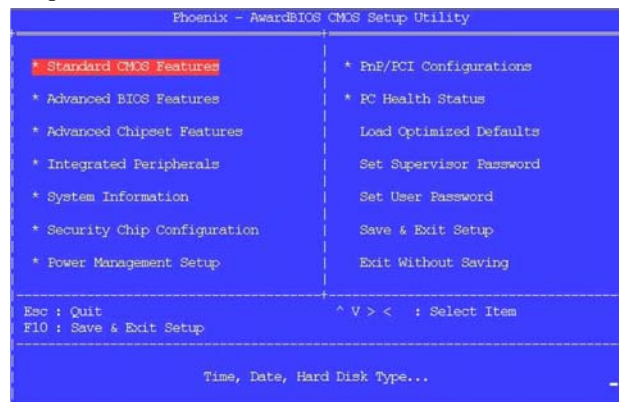 Phoenix - AwardBIOS CMOS Setup Utility
* Standard CMOS Features
* Advanced BIOS Features
* Advanced Chipset Features
* Integrated Peripherals
* System Information
* Security Chip Configuration
* Power Management Setup
* PnP/PCI Configurations
* PC Health Status
Load Optimized Defaults
Set Supervisor Password
Set User Password
Save & Exit Setup
Exit Without Saving
Esc : Quit
F10 : Save & Exit Setup
^ V > < : Select Item
Time, Date, Hard Disk Type...